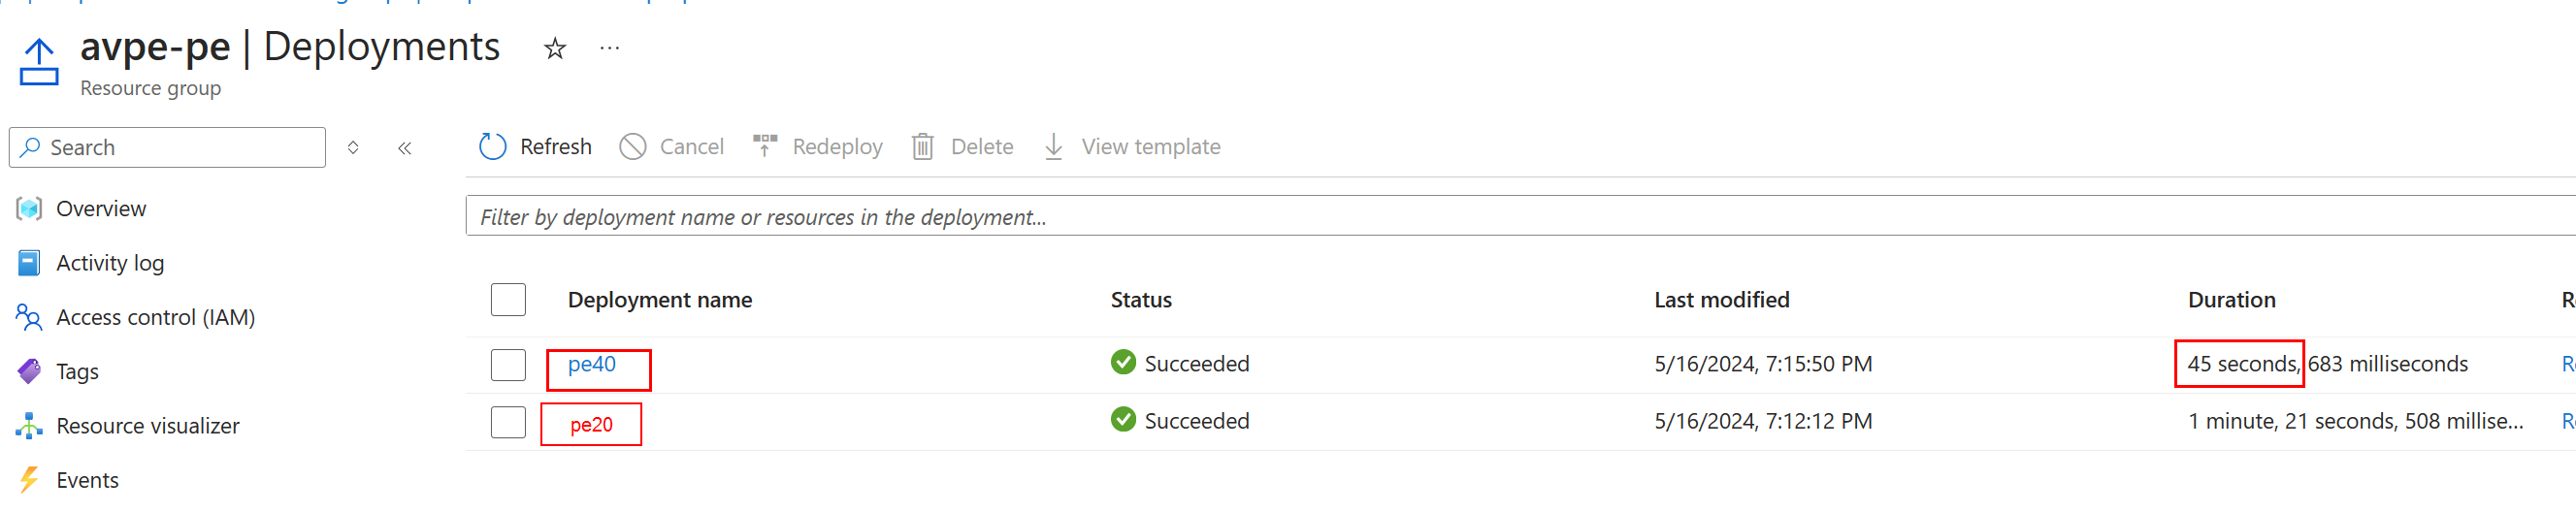 avpe-pe | Deployments
Resource group
Search
Refresh Cancel Redeploy Delete View template
Filter by deployment name or resources in the deployment...
Overview
Activity log
Access control (IAM)
Tags
Resource visualizer
Events
Deployment name Status Last modified Duration
pe40 Succeeded 5/16/2024, 7:15:50 PM 45 seconds, 683 milliseconds
pe20 Succeeded 5/16/2024, 7:12:12 PM 1 minute, 21 seconds, 508 millise...